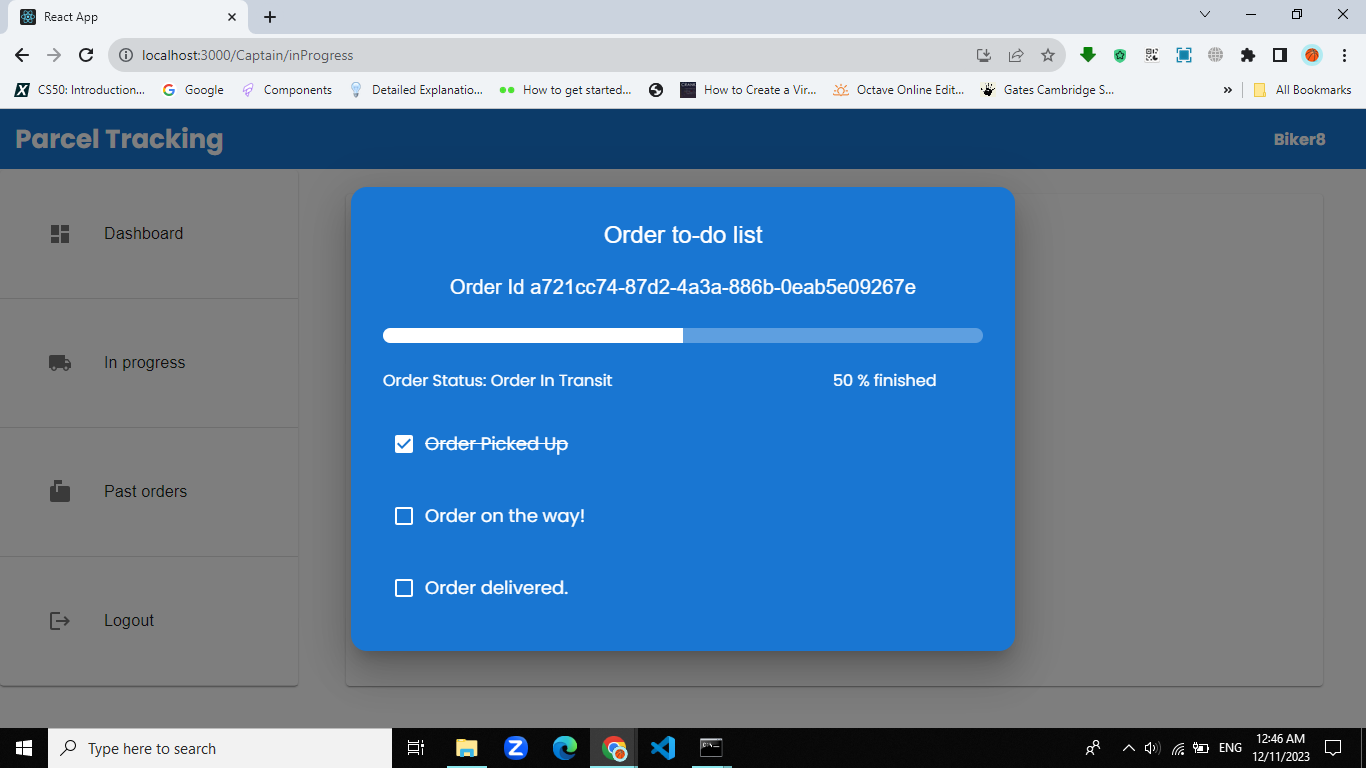 React App
localhost:3000/Captain/inProgress
CS50: Introduction...
Google
Components
Detailed Explanatio...
How to get started...
How to Create a Vir...
Octave Online Edit...
Gates Cambridge S...
»
All Bookmarks
Parcel Tracking
Biker8
Dashboard
In progress
Past orders
Logout
Order to-do list
Order Id a721cc74-87d2-4a3a-886b-0eab5e09267e
Order Status: Order In Transit
50 % finished
Order Picked Up
Order on the way!
Order delivered.
Type here to search
ENG
12:46 AM
12/11/2023